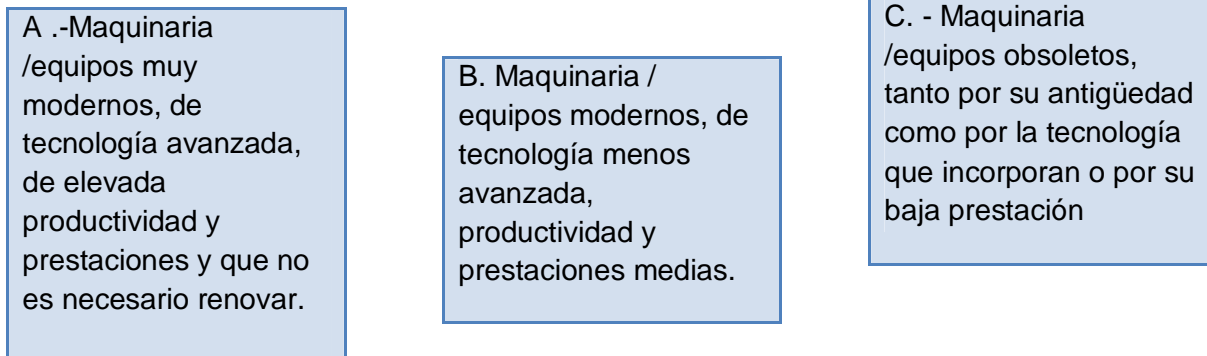 A .-Maquinaria
/equipos muy
modernos, de
tecnología avanzada,
de elevada
productividad y
prestaciones y que no
es necesario renovar.
B. Maquinaria /
equipos modernos, de
tecnología menos
avanzada,
productividad y
prestaciones medias.
C. - Maquinaria
/equipos obsoletos,
tanto por su antigüedad
como por la tecnología
que incorporan o por su
baja prestación